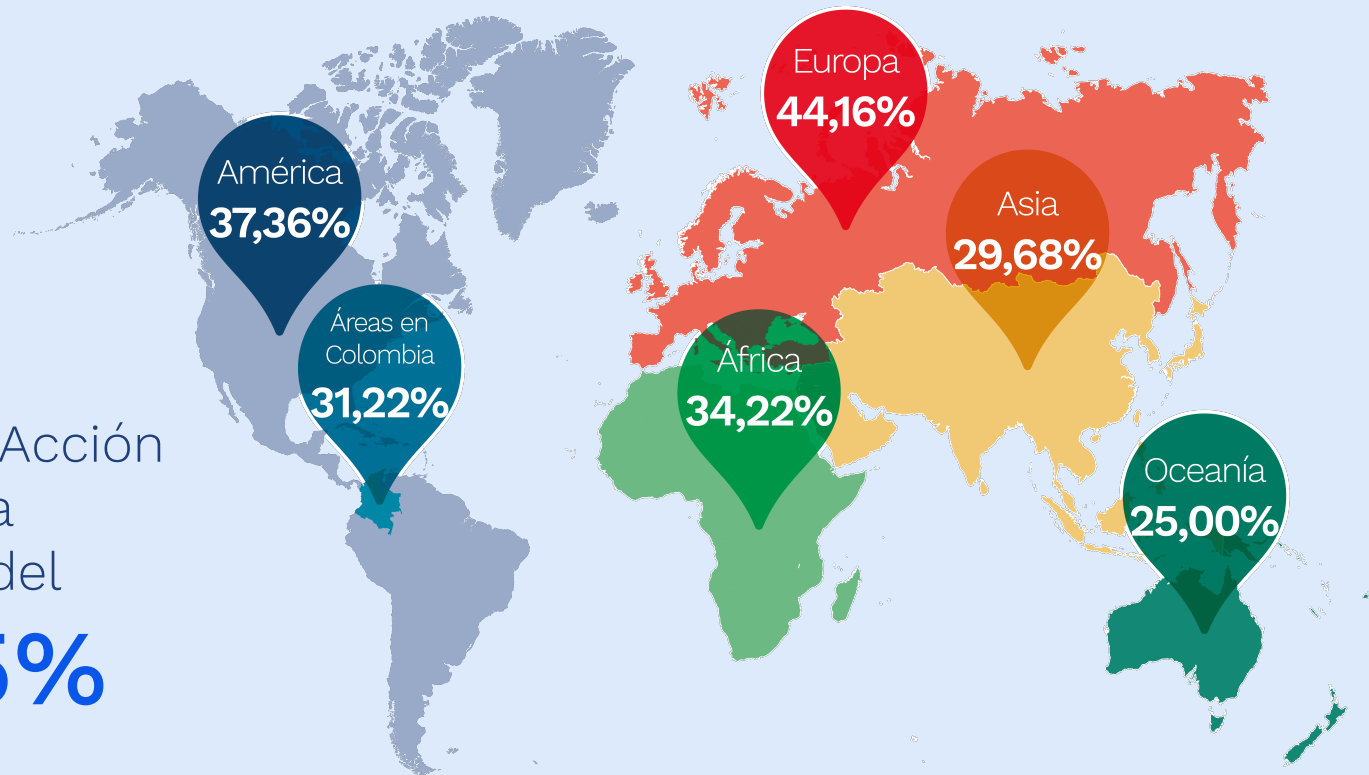 Europa
44,16%
América
37,36%
Asia
29,68%
Áreas en
Colombia
31,22%
África
34,22%
Acción
a
del
5%
Oceanía
25,00%